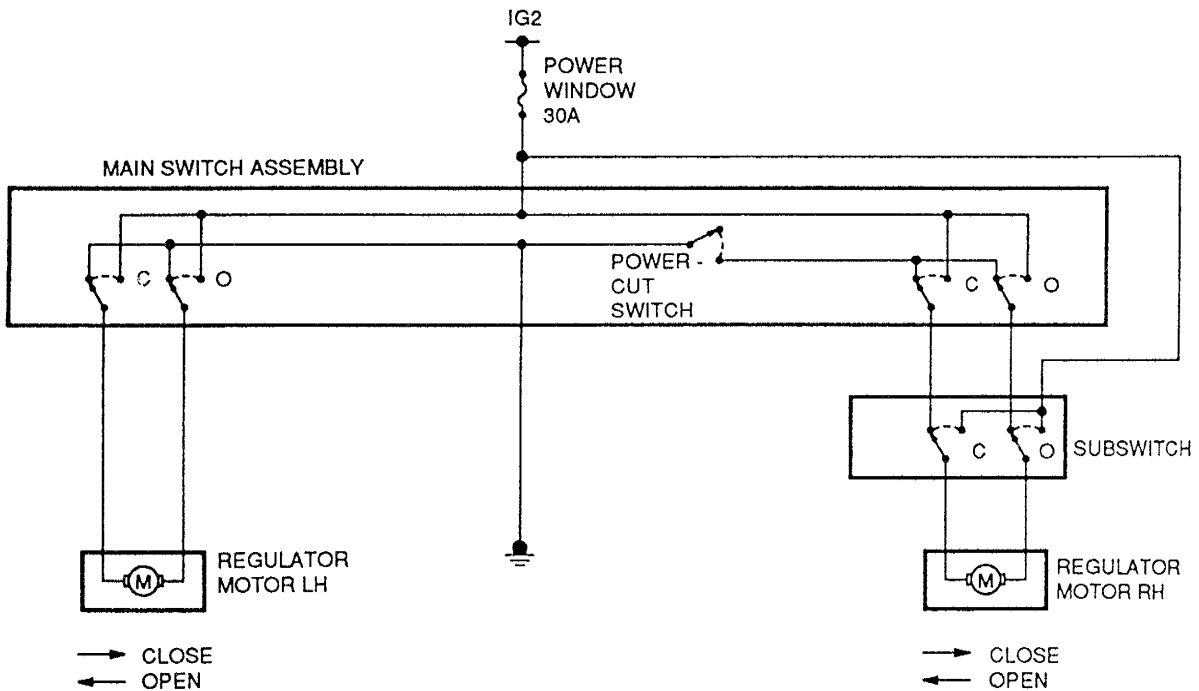 IG2
POWER
WINDOW
30A
MAIN SWITCH ASSEMBLY
C
O
POWER -
CUT
SWITCH
C
O
C
O
SUBSWITCH
M
REGULATOR
MOTOR LH
M
REGULATOR
MOTOR RH
CLOSE
OPEN
CLOSE
OPEN